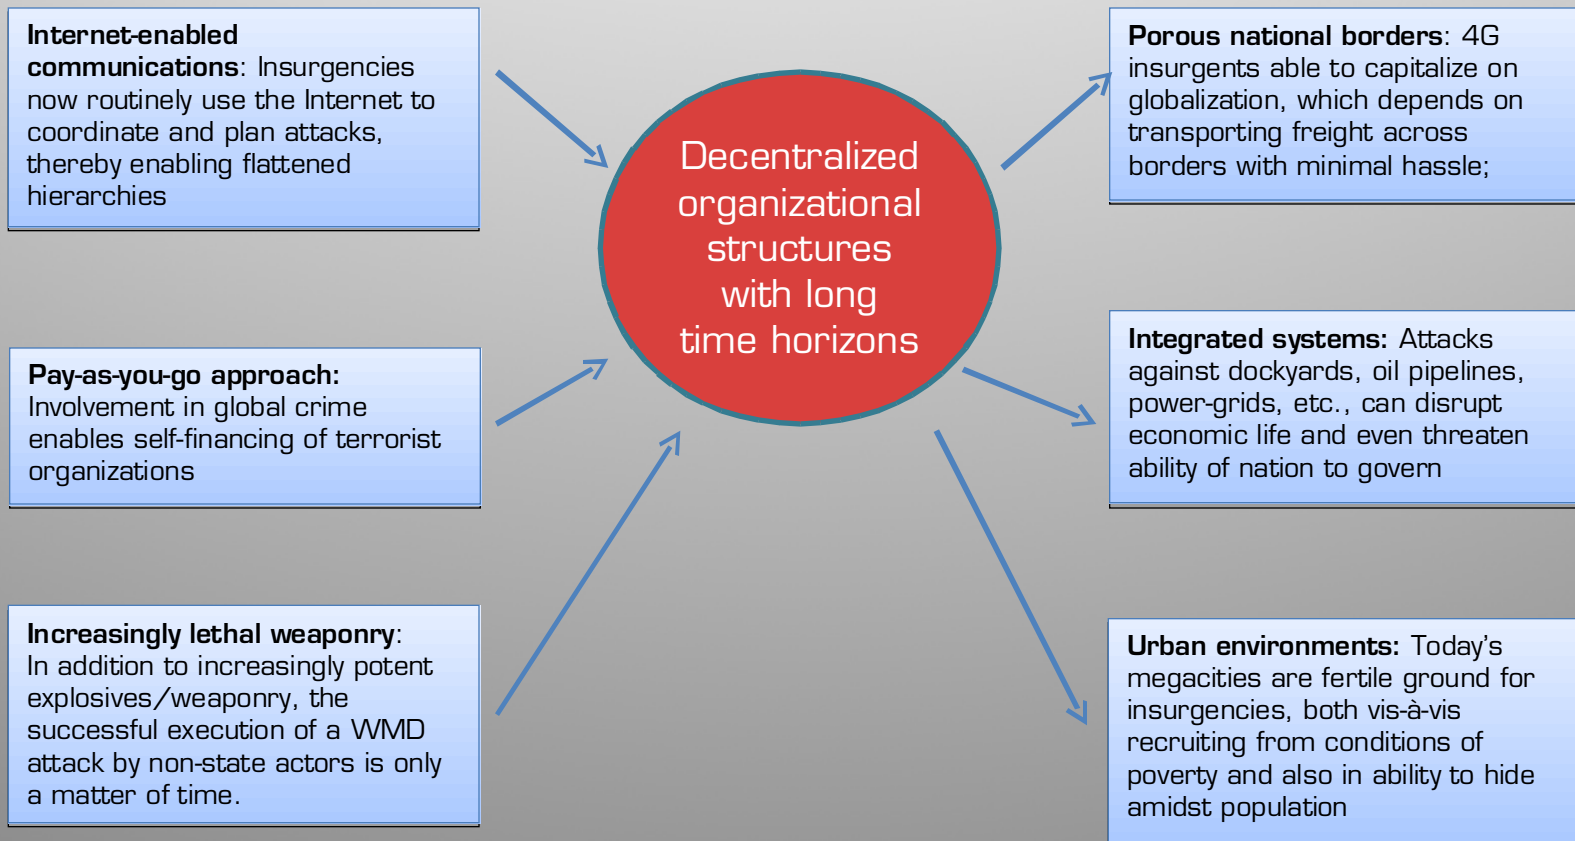 Internet-enabled
communications: Insurgencies
now routinely use the Internet to
coordinate and plan attacks,
thereby enabling flattened
hierarchies
Pay-as-you-go approach:
Involvement in global crime
enables self-financing of terrorist
organizations
Increasingly lethal weaponry:
In addition to increasingly potent
explosives/weaponry, the
successful execution of a WMD
attack by non-state actors is only
a matter of time.
Decentralized
organizational
structures
with long
time horizons
Porous national borders: 4G
insurgents able to capitalize on
globalization, which depends on
transporting freight across
borders with minimal hassle;
Integrated systems: Attacks
against dockyards, oil pipelines,
power-grids, etc., can disrupt
economic life and even threaten
ability of nation to govern
Urban environments: Today’s
megacities are fertile ground for
insurgencies, both vis-à-vis
recruiting from conditions of
poverty and also in ability to hide
amidst population